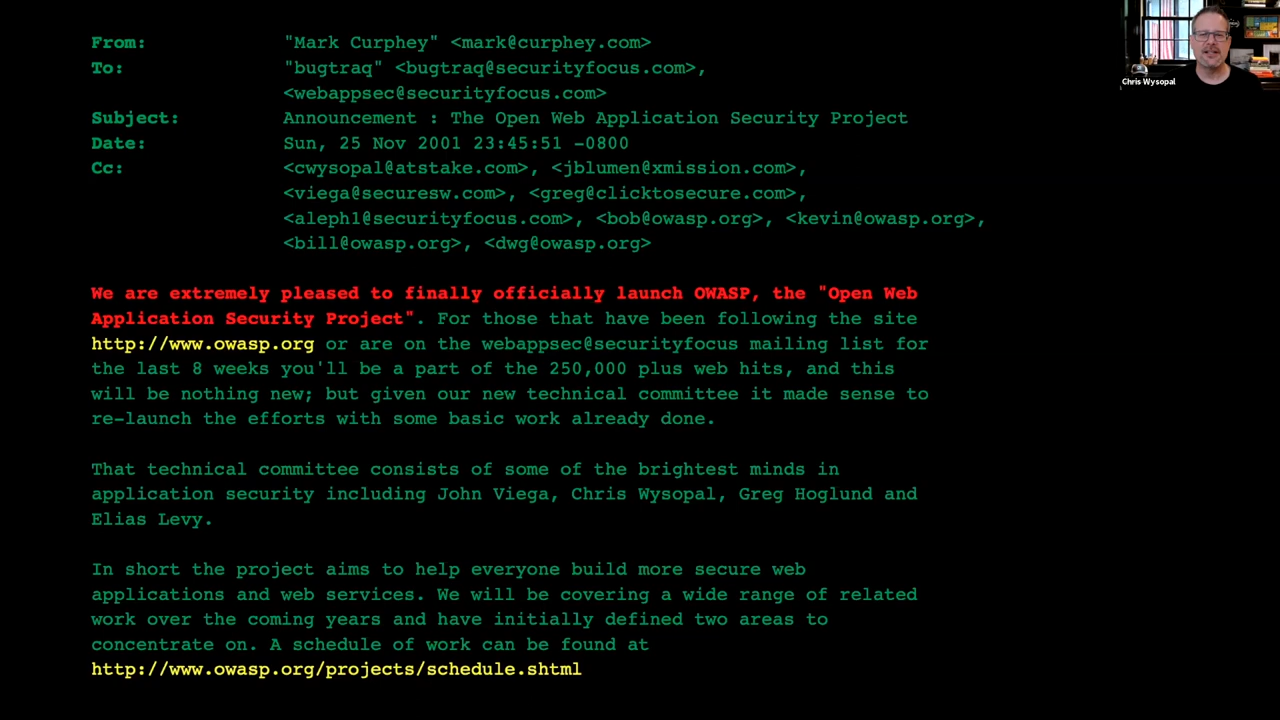 From: "Mark Curphey" <mark@curphey.com>
To: "bugtraq" <bugtraq@securityfocus.com>,
<webappsec@securityfocus.com>
Subject: Announcement : The Open Web Application Security Project
Date: Sun, 25 Nov 2001 23:45:51 -0800
Cc: <cwysopal@atstake.com>, <jblumen@xmission.com>,
<viega@securesw.com>, <greg@clicktosecure.com>,
<aleph1@securityfocus.com>, <bob@owasp.org>, <kevin@owasp.org>,
<bill@owasp.org>, <dwg@owasp.org>
We are extremely pleased to finally officially launch OWASP, the "Open Web
Application Security Project". For those that have been following the site
http://www.owasp.org or are on the webappsec@securityfocus mailing list for
the last 8 weeks you'll be a part of the 250,000 plus web hits, and this
will be nothing new; but given our new technical committee it made sense to
re-launch the efforts with some basic work already done.
That technical committee consists of some of the brightest minds in
application security including John Viega, Chris Wysopal, Greg Hoglund and
Elias Levy.
In short the project aims to help everyone build more secure web
applications and web services. We will be covering a wide range of related
work over the coming years and have initially defined two areas to
concentrate on. A schedule of work can be found at
http://www.owasp.org/projects/schedule.shtml
Chris Wysopal